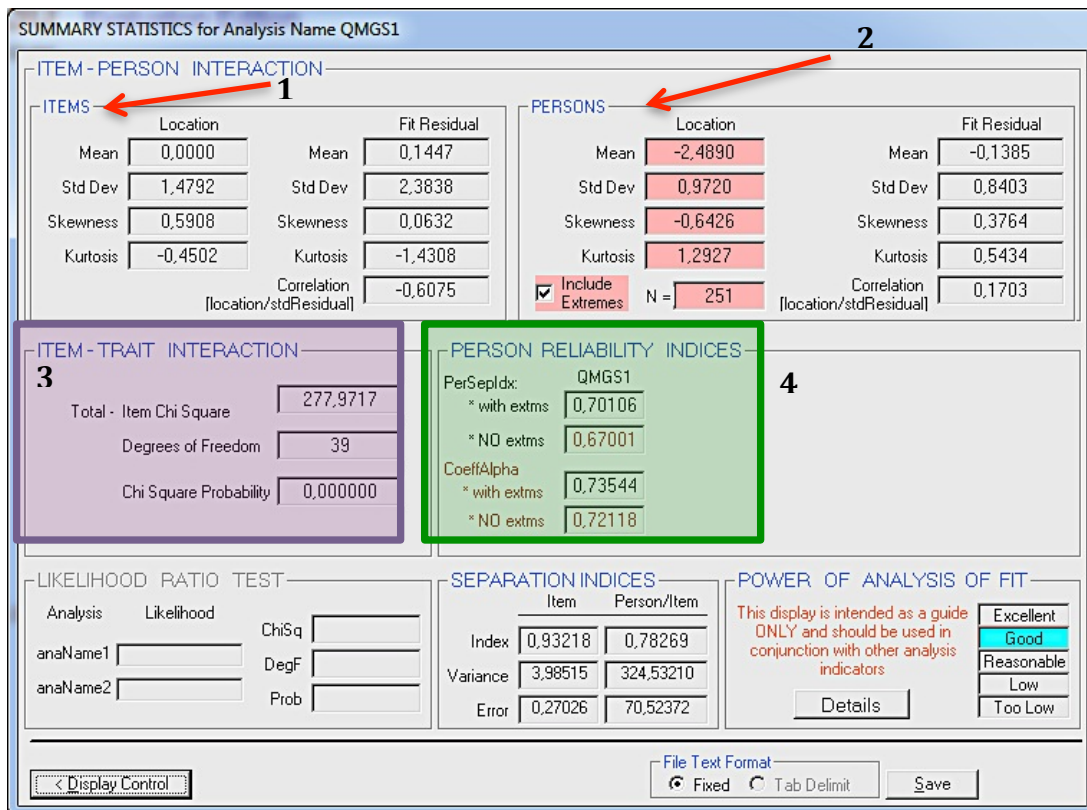 SUMMARY STATISTICS for Analysis Name QMGS1
2
ITEM-PERSON INTERACTION
1
ITEMS
Location Fit Residual
Mean 0,0000 Mean 0,1447
Std Dev 1,4792 Std Dev 2,3838
Skewness 0,5908 Skewness 0,0632
Kurtosis -0,4502 Kurtosis -1,4308
Correlation -0,6075
[location/stdResidual]
PERSONS
Location Fit Residual
Mean -2,4890 Mean -0,1385
Std Dev 0,9720 Std Dev 0,8403
Skewness -0,6426 Skewness 0,3764
Kurtosis 1,2927 Kurtosis 0,5434
Include Extremes N = 251 Correlation 0,1703
[location/stdResidual]
ITEM-TRAIT INTERACTION
3
Total - Item Chi Square 277,9717
Degrees of Freedom 39
Chi Square Probability 0,000000
PERSON RELIABILITY INDICES
4
PerSepIdx: QMGS1
* with extms 0,70106
* NO extms 0,67001
CoeffAlpha
* with extms 0,73544
* NO extms 0,72118
LIKELIHOOD RATIO TEST
Analysis Likelihood
ChiSq
anaName1
DegF
anaName2
Prob
SEPARATION INDICES
Item Person/Item
Index 0,93218 0,78269
Variance 3,98515 324,53210
Error 0,27026 70,52372
POWER OF ANALYSIS OF FIT
This display is intended as a guide
ONLY and should be used in
conjunction with other analysis
indicators
Details
Excellent
Good
Reasonable
Low
Too Low
< Display Control
File Text Format
Fixed Tab Delimit
Save